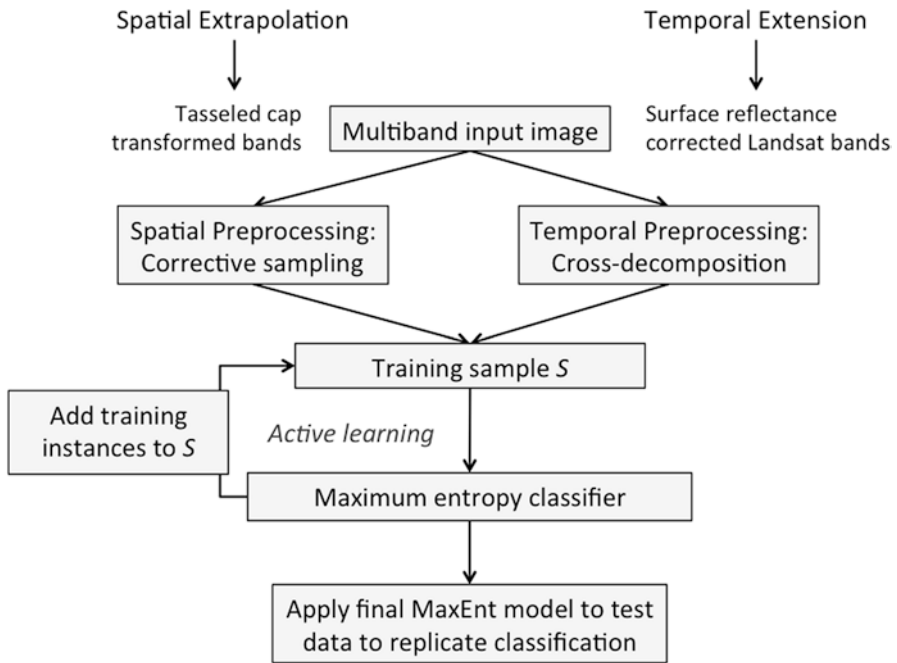 Spatial Extrapolation
Temporal Extension
Tasseled cap
transformed bands
Multiband input image
Surface reflectance
corrected Landsat bands
Spatial Preprocessing:
Corrective sampling
Temporal Preprocessing:
Cross-decomposition
Training sample S
Add training
instances to S
Active learning
Maximum entropy classifier
Apply final MaxEnt model to test
data to replicate classification